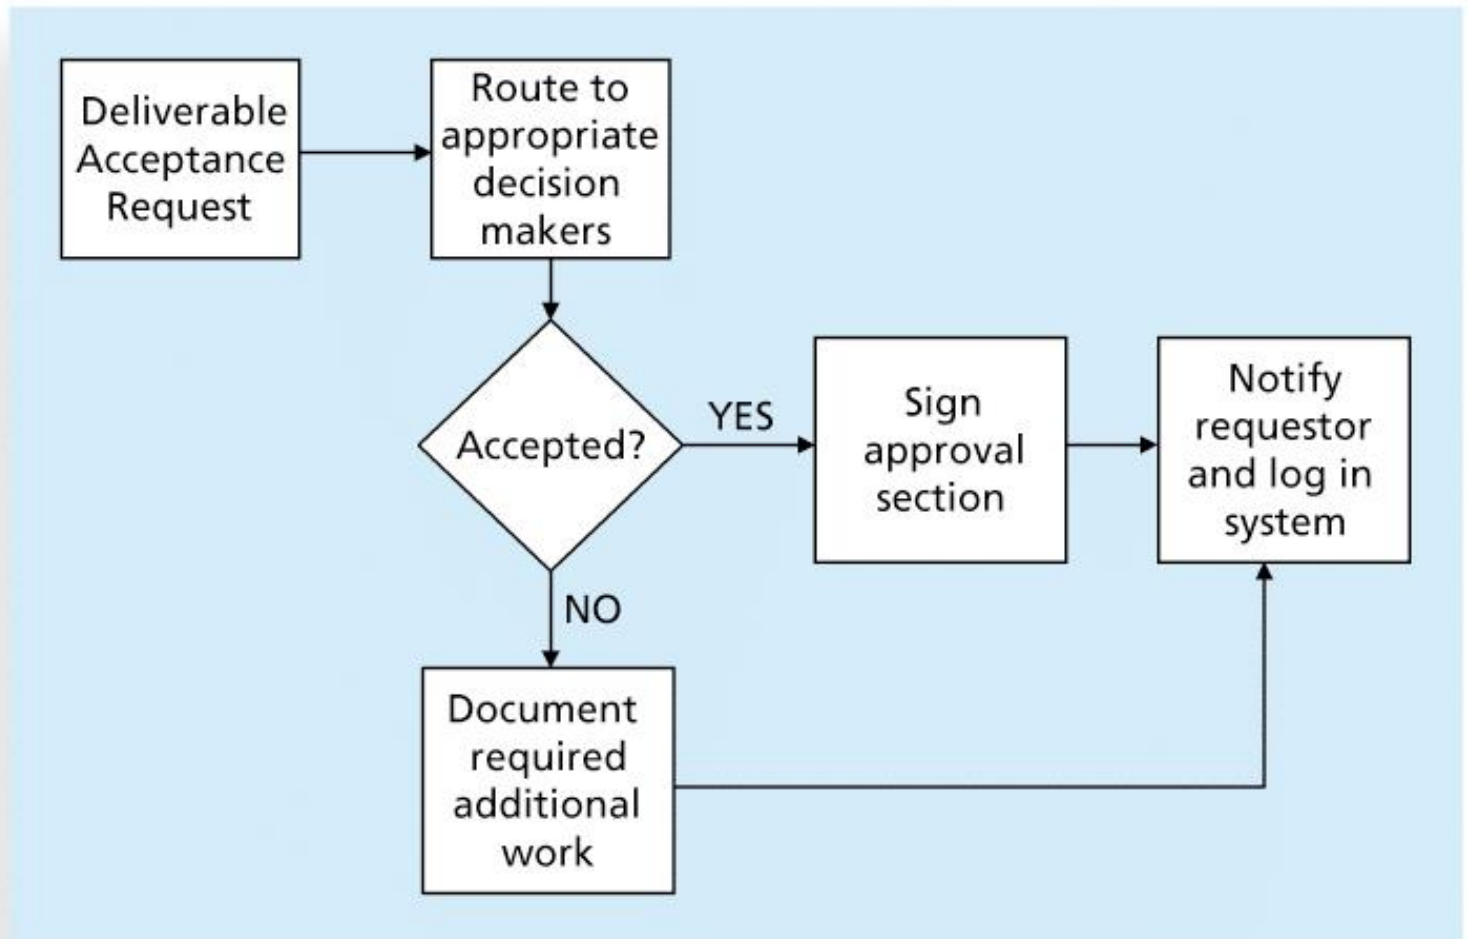 Deliverable
Acceptance
Request
Route to
appropriate
decision
makers
Accepted?
YES
Sign
approval
section
Notify
requestor
and log in
system
NO
Document
required
additional
work